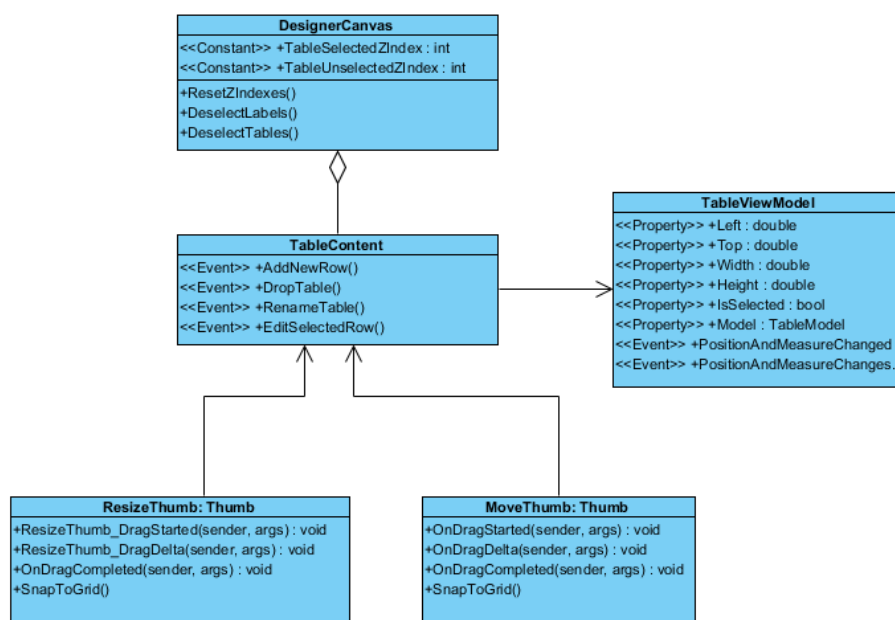 DesignerCanvas
<<Constant>> +TableSelectedZIndex : int
<<Constant>> +TableUnselectedZIndex : int
+ResetZIndexes()
+DeselectLabels()
+DeselectTables()
TableContent
<<Event>> +AddNewRow()
<<Event>> +DropTable()
<<Event>> +RenameTable()
<<Event>> +EditSelectedRow()
TableViewModel
<<Property>> +Left : double
<<Property>> +Top : double
<<Property>> +Width : double
<<Property>> +Height : double
<<Property>> +IsSelected : bool
<<Property>> +Model : TableModel
<<Event>> +PositionAndMeasureChanged
<<Event>> +PositionAndMeasureChanges.
ResizeThumb: Thumb
+ResizeThumb_DragStarted(sender, args) : void
+ResizeThumb_DragDelta(sender, args) : void
+OnDragCompleted(sender, args) : void
+SnapToGrid()
MoveThumb: Thumb
+OnDragStarted(sender, args) : void
+OnDragDelta(sender, args) : void
+OnDragCompleted(sender, args) : void
+SnapToGrid()